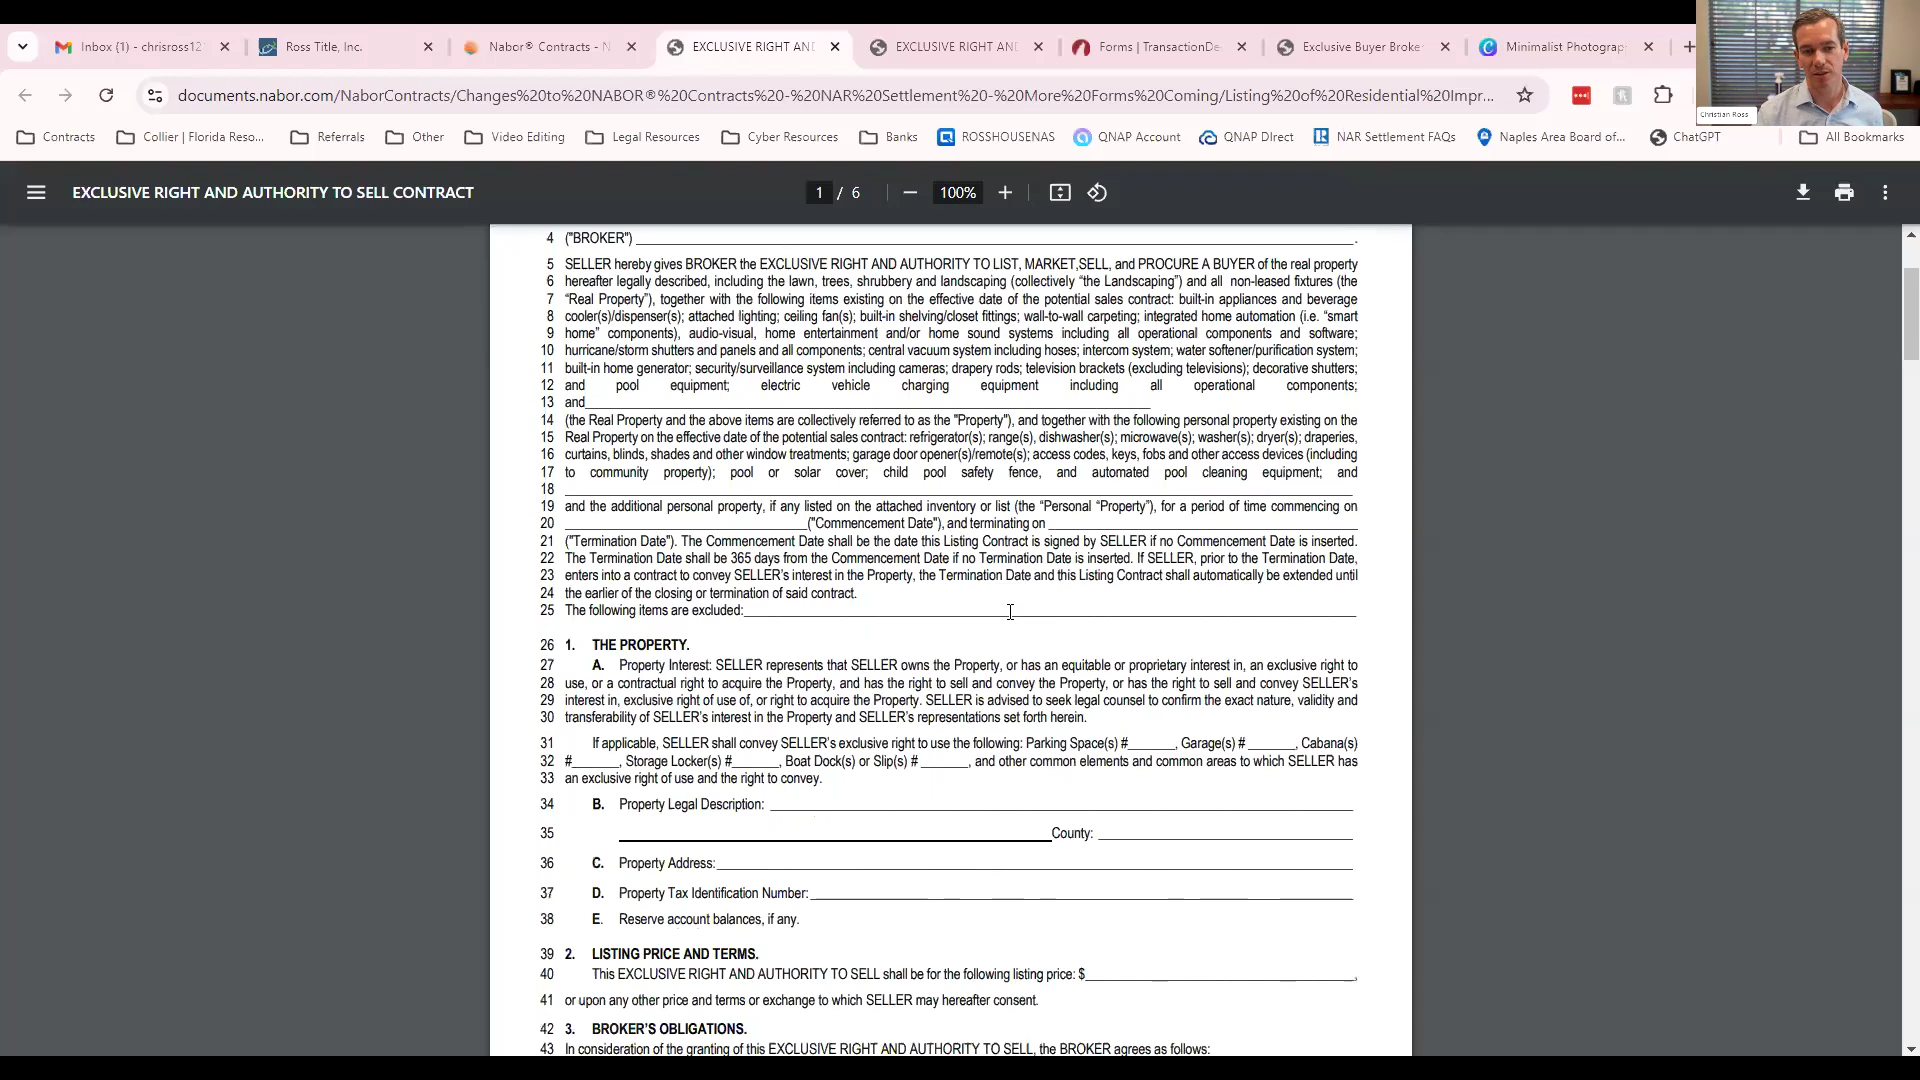 Inbox (1) - chrisross12
Ross Title, Inc.
Nabor® Contracts - N
EXCLUSIVE RIGHT AN
EXCLUSIVE RIGHT AND
Forms | TransactionDe
Exclusive Buyer Broke
Minimalist Photograp
documents.nabor.com/NaborContracts/Changes%20to%20NABOR®%20Contracts%20-%20NAR%20Settlement%20-%20More%20Forms%20Coming/Listing%20of%20Residential%20Impr...
Christian Ross
Contracts
Collier | Florida Reso...
Referrals
Other
Video Editing
Legal Resources
Cyber Resources
Banks
ROSSHOUSENAS
QNAP Account
QNAP DIrect
NAR Settlement FAQs
Naples Area Board of...
ChatGPT
All Bookmarks
EXCLUSIVE RIGHT AND AUTHORITY TO SELL CONTRACT
1 / 6
100%
4 ("BROKER") ______.
5 SELLER hereby gives BROKER the EXCLUSIVE RIGHT AND AUTHORITY TO LIST, MARKET,SELL, and PROCURE A BUYER of the real property
6 hereafter legally described, including the lawn, trees, shrubbery and landscaping (collectively “the Landscaping”) and all non-leased fixtures (the
7 “Real Property”), together with the following items existing on the effective date of the potential sales contract: built-in appliances and beverage
8 cooler(s)/dispenser(s); attached lighting; ceiling fan(s); built-in shelving/closet fittings; wall-to-wall carpeting; integrated home automation (i.e. “smart
9 home” components), audio-visual, home entertainment and/or home sound systems including all operational components and software;
10 hurricane/storm shutters and panels and all components; central vacuum system including hoses; intercom system; water softener/purification system;
11 built-in home generator; security/surveillance system including cameras; drapery rods; television brackets (excluding televisions); decorative shutters;
12 and pool equipment; electric vehicle charging equipment including all operational components;
13 and______
14 (the Real Property and the above items are collectively referred to as the "Property"), and together with the following personal property existing on the
15 Real Property on the effective date of the potential sales contract: refrigerator(s); range(s), dishwasher(s); microwave(s); washer(s); dryer(s); draperies,
16 curtains, blinds, shades and other window treatments; garage door opener(s)/remote(s); access codes, keys, fobs and other access devices (including
17 to community property); pool or solar cover; child pool safety fence, and automated pool cleaning equipment; and
18 ______
19 and the additional personal property, if any listed on the attached inventory or list (the “Personal “Property”), for a period of time commencing on
20 ______("Commencement Date"), and terminating on ______
21 ("Termination Date"). The Commencement Date shall be the date this Listing Contract is signed by SELLER if no Commencement Date is inserted.
22 The Termination Date shall be 365 days from the Commencement Date if no Termination Date is inserted. If SELLER, prior to the Termination Date,
23 enters into a contract to convey SELLER’s interest in the Property, the Termination Date and this Listing Contract shall automatically be extended until
24 the earlier of the closing or termination of said contract.
25 The following items are excluded:______
26 1. THE PROPERTY.
27 A. Property Interest: SELLER represents that SELLER owns the Property, or has an equitable or proprietary interest in, an exclusive right to
28 use, or a contractual right to acquire the Property, and has the right to sell and convey the Property, or has the right to sell and convey SELLER’s
29 interest in, exclusive right of use of, or right to acquire the Property. SELLER is advised to seek legal counsel to confirm the exact nature, validity and
30 transferability of SELLER’s interest in the Property and SELLER’s representations set forth herein.
31 If applicable, SELLER shall convey SELLER’s exclusive right to use the following: Parking Space(s) #______, Garage(s) # ______, Cabana(s)
32 #______, Storage Locker(s) #______, Boat Dock(s) or Slip(s) # ______, and other common elements and common areas to which SELLER has
33 an exclusive right of use and the right to convey.
34 B. Property Legal Description: ______
35 ______County: ______
36 C. Property Address:______
37 D. Property Tax Identification Number:______
38 E. Reserve account balances, if any.
39 2. LISTING PRICE AND TERMS.
40 This EXCLUSIVE RIGHT AND AUTHORITY TO SELL shall be for the following listing price: $______,
41 or upon any other price and terms or exchange to which SELLER may hereafter consent.
42 3. BROKER’S OBLIGATIONS.
43 In consideration of the granting of this EXCLUSIVE RIGHT AND AUTHORITY TO SELL, the BROKER agrees as follows: